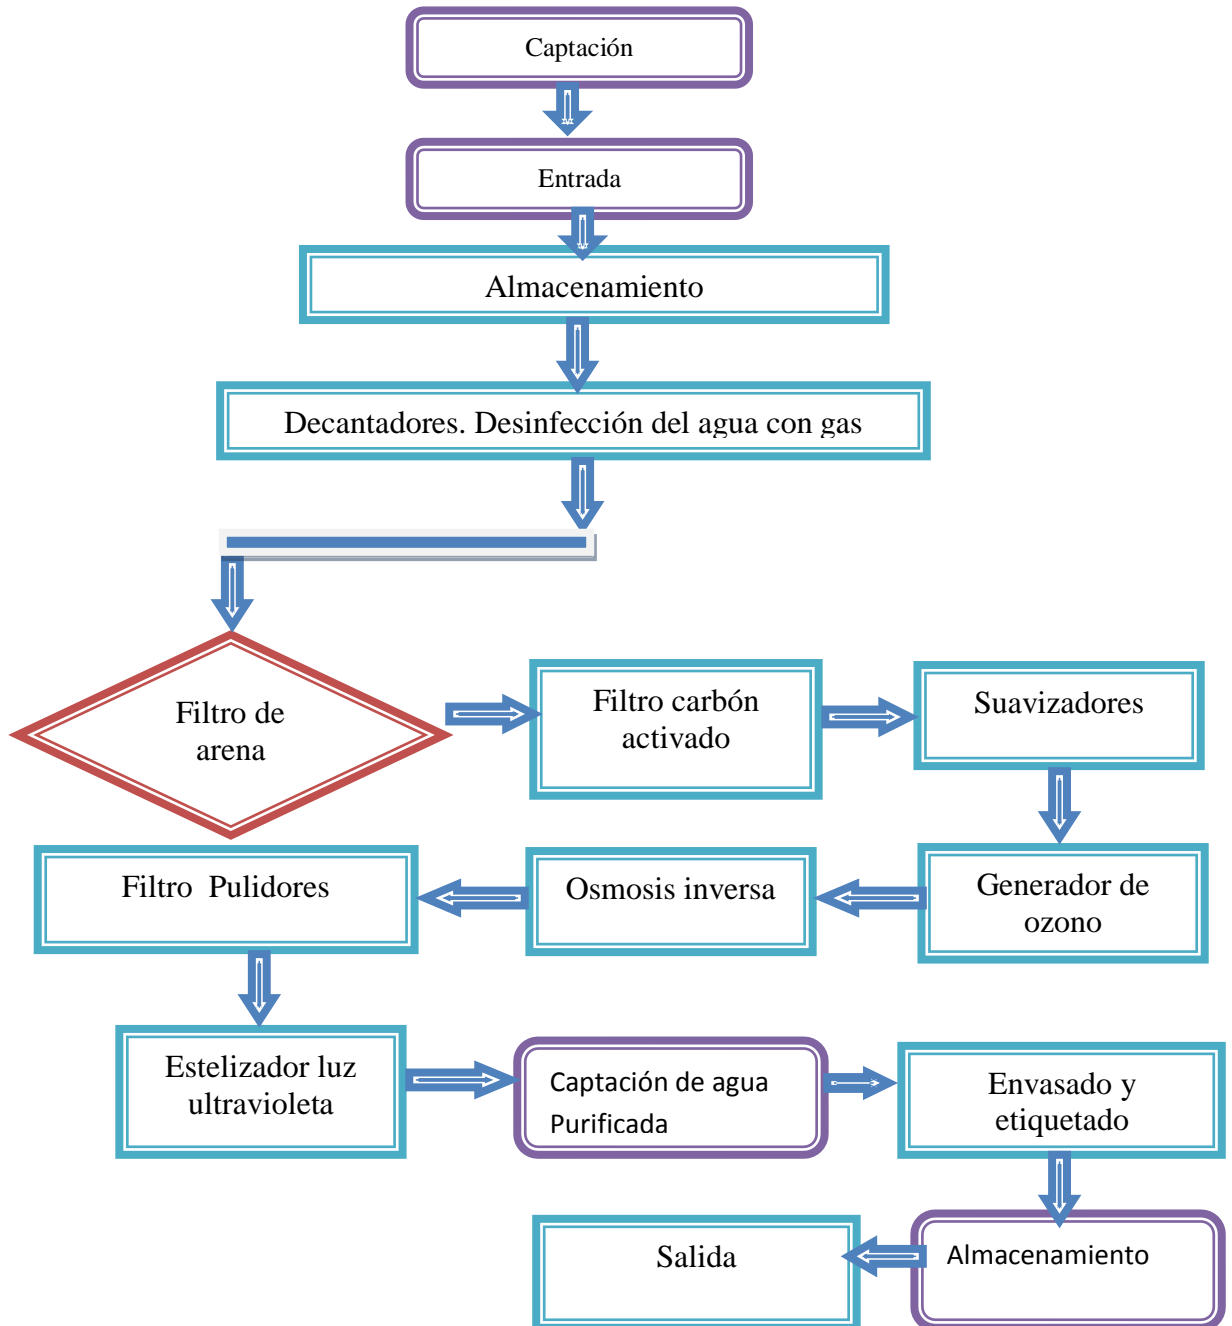 Captación
Entrada
Almacenamiento
Decantadores. Desinfección del agua con gas
Filtro de
arena
Filtro carbón
activado
Suavizadores
Filtro Pulidores
Osmosis inversa
Generador de
ozono
Estelizador luz
ultravioleta
Captación de agua
Purificada
Envasado y
etiquetado
Salida
Almacenamiento